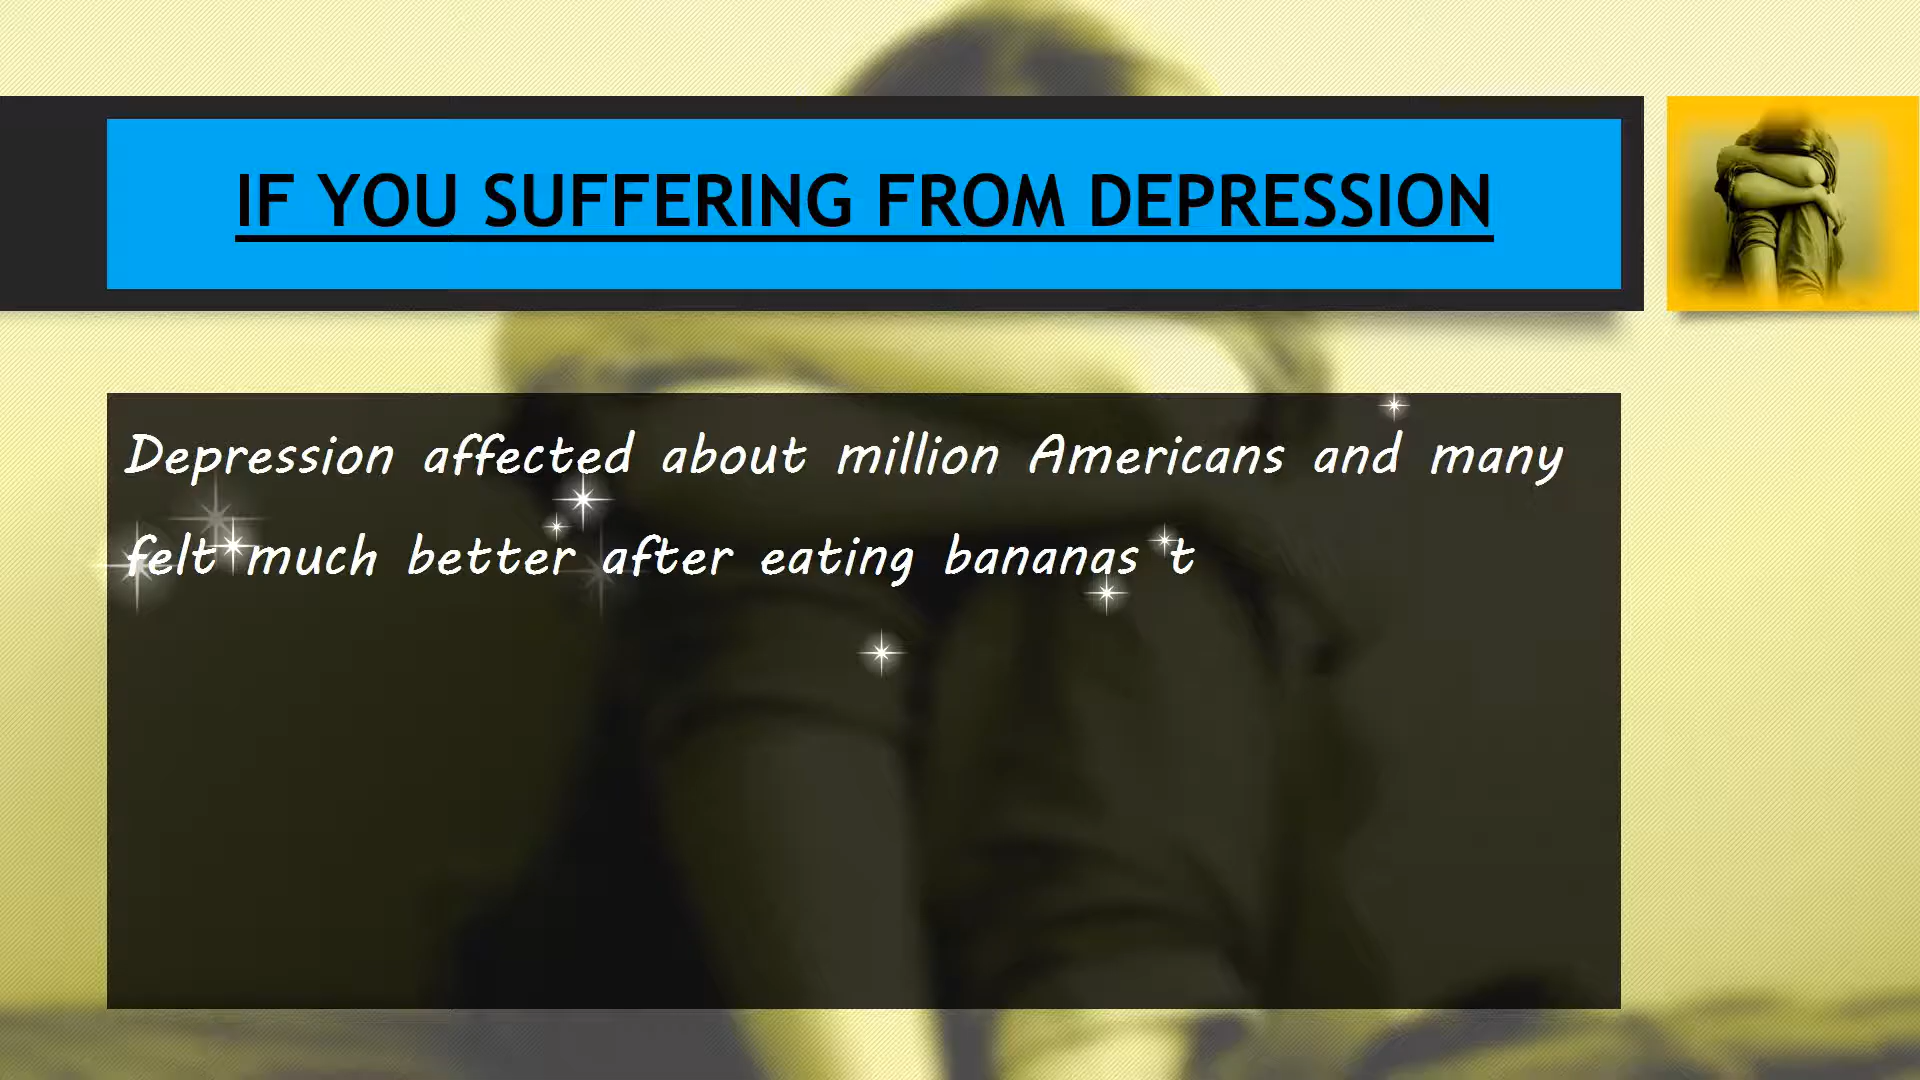 IF YOU SUFFERING FROM DEPRESSION
Depression affected about million Americans and many
felt much better after eating bananas t